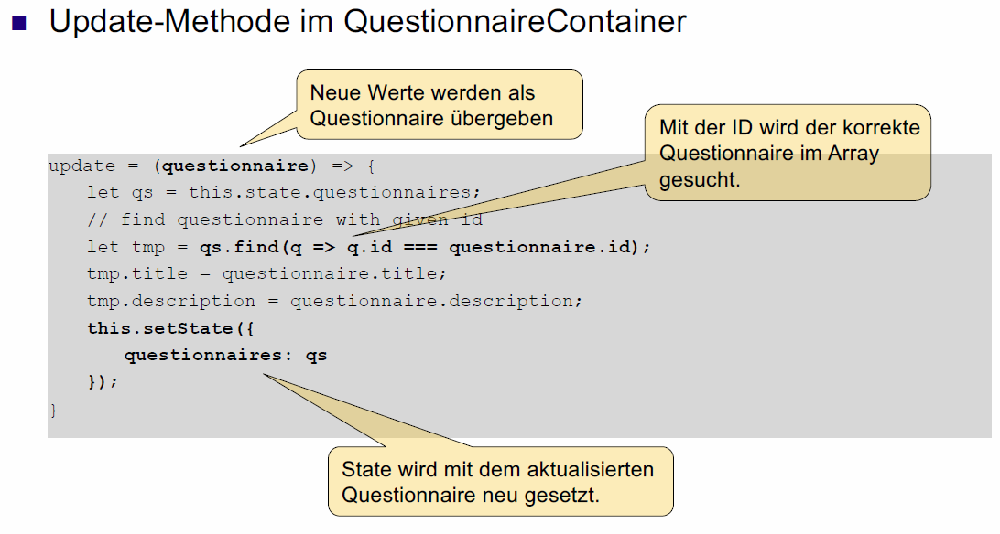 Update-Methode im QuestionnaireContainer
Neue Werte werden als
Questionnaire übergeben
Mit der ID wird der korrekte
Questionnaire im Array
gesucht.
update = (questionnaire) => {
let qs = this.state.questionnaires;
// find questionnaire with given id
let tmp = qs.find(q => q.id === questionnaire.id);
tmp.title = questionnaire.title;
tmp.description = questionnaire.description;
this.setState({
questionnaires: qs
});
}
State wird mit dem aktualisierten
Questionnaire neu gesetzt.